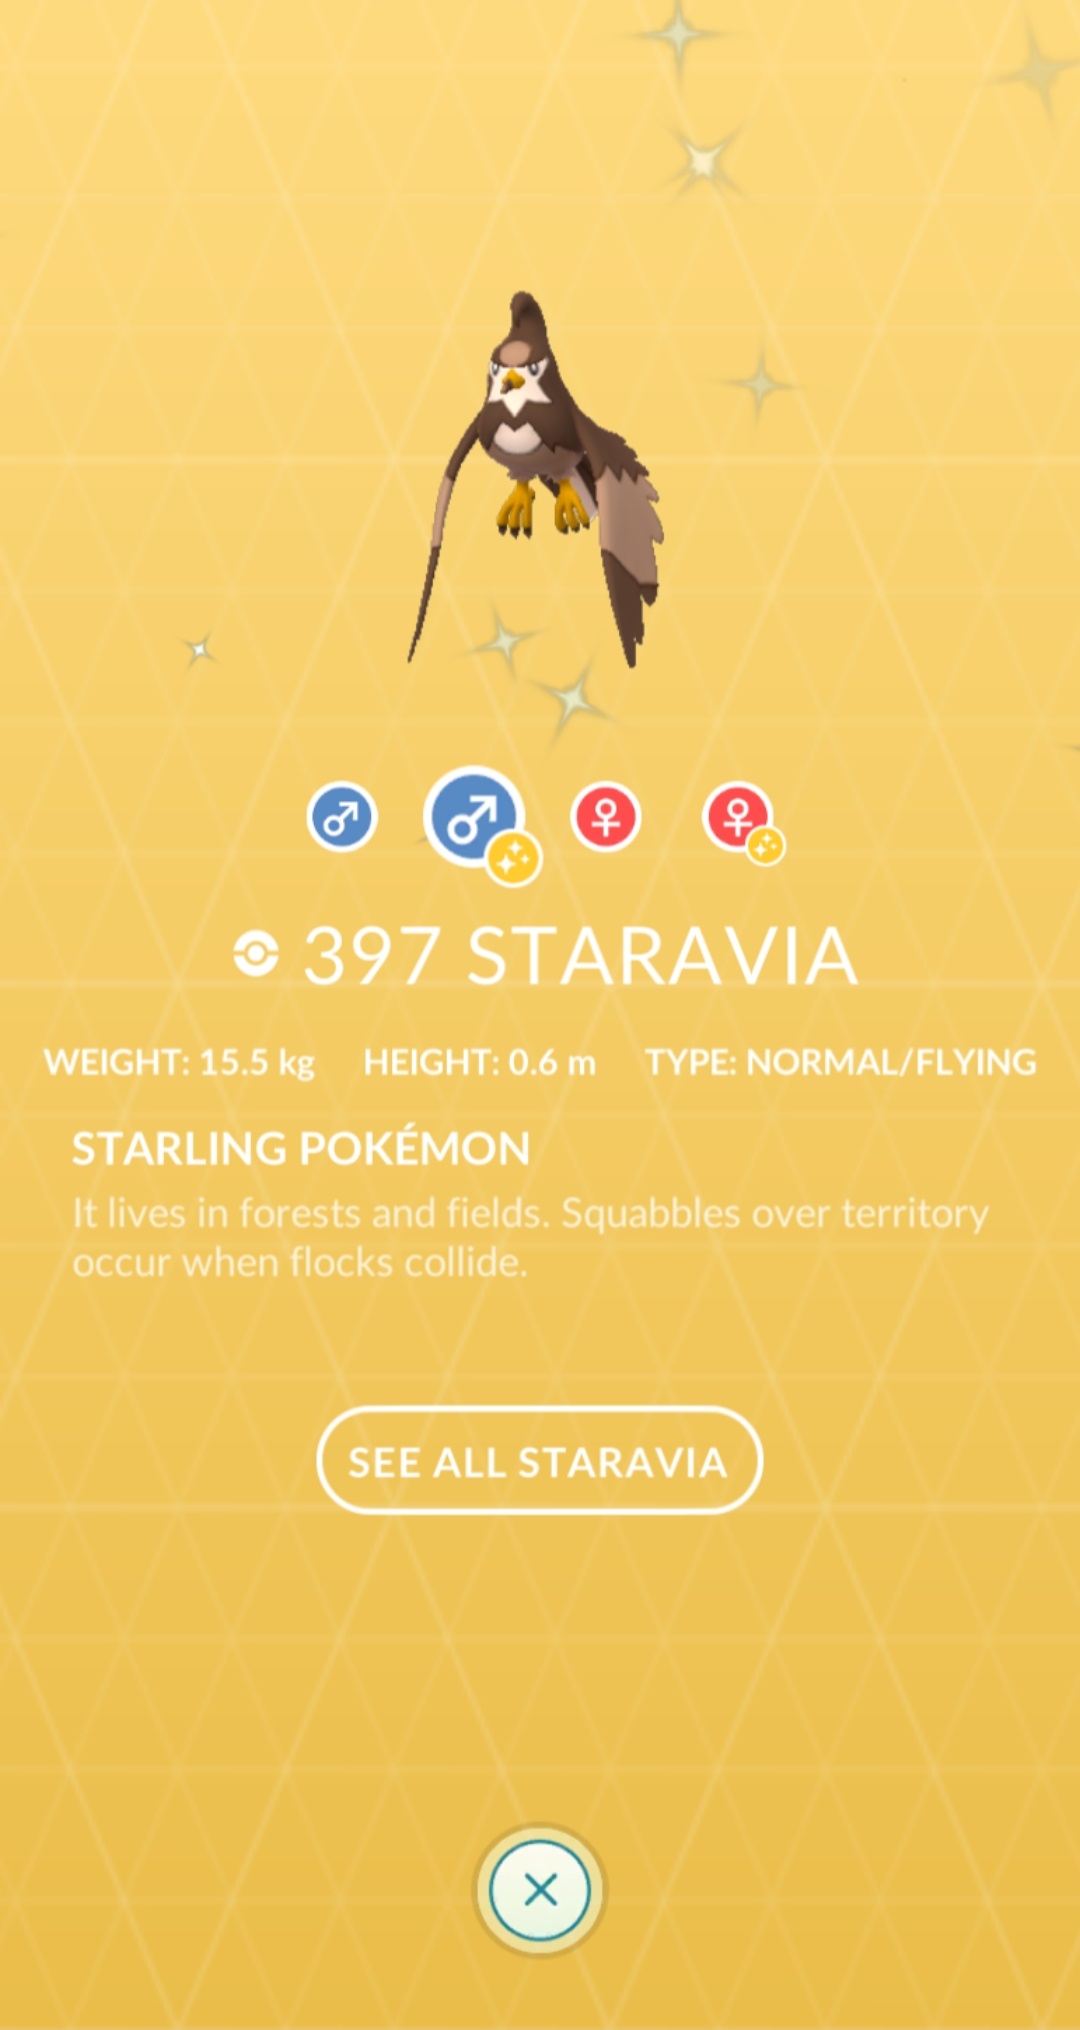 397 STARAVIA
WEIGHT: 15.5 kg HEIGHT: 0.6 m TYPE: NORMAL/FLYING
STARLING POKÉMON
It lives in forests and fields. Squabbles over territory
occur when flocks collide.
SEE ALL STARAVIA